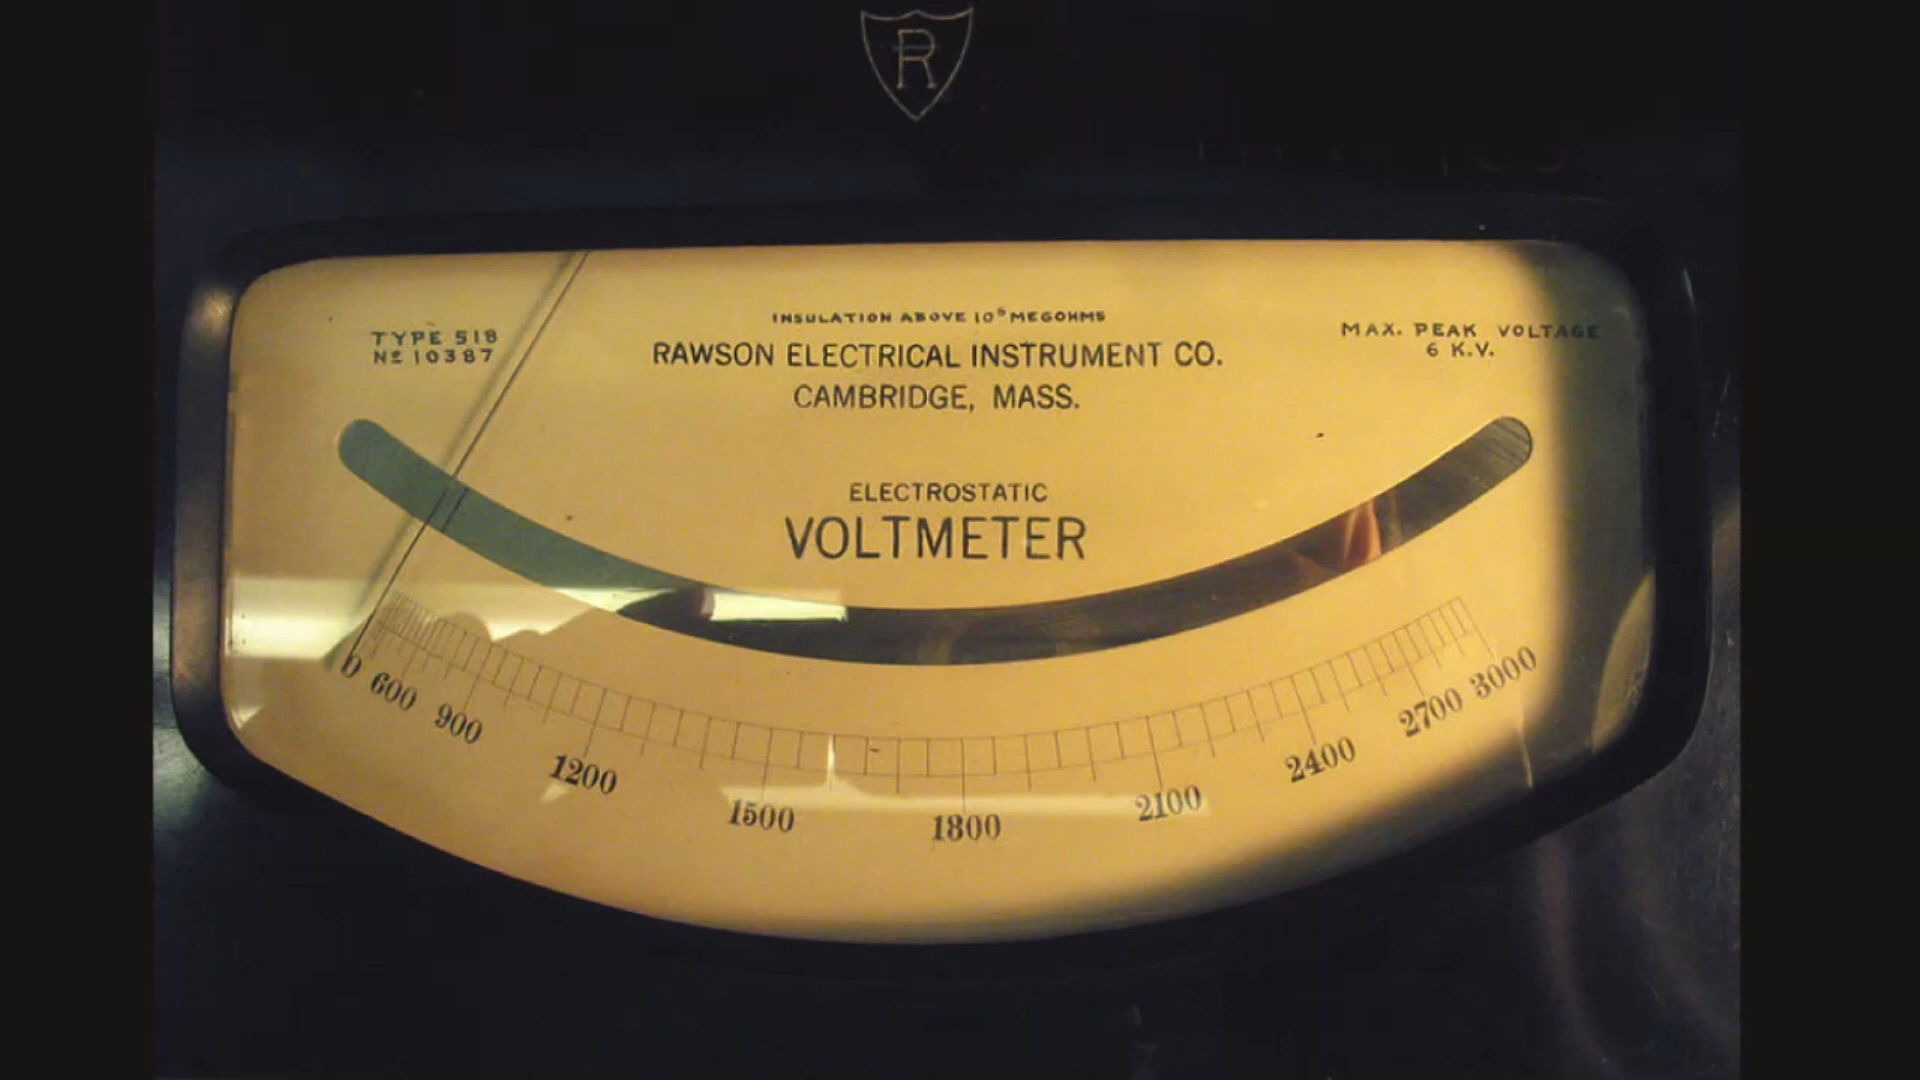 R
INSULATION ABOVE 10⁶ MEGOHMS
TYPE 518
Nº 10387
RAWSON ELECTRICAL INSTRUMENT CO.
CAMBRIDGE, MASS.
MAX. PEAK VOLTAGE
6 K.V.
ELECTROSTATIC
VOLTMETER
0 600 900 1200 1500 1800 2100 2400 2700 3000